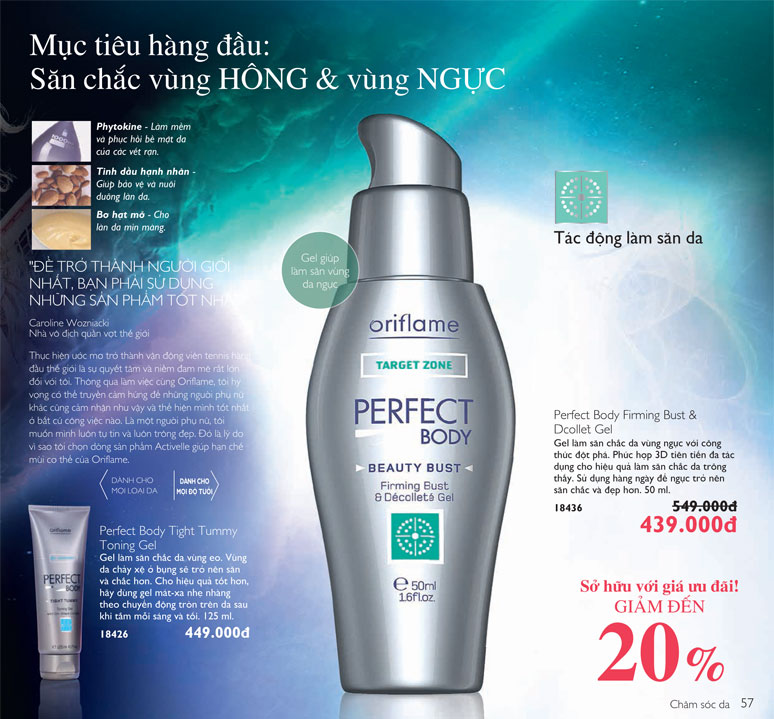 Mục tiêu hàng đầu:
Săn chắc vùng HÔNG & vùng NGỰC
Phytokine - Làm mềm
và phục hồi bề mặt da
của các vết rạn.
Tinh dầu hạnh nhân -
Giúp bảo vệ và nuôi
dưỡng làn da.
Bơ hạt mỡ - Cho
làn da mịn màng.
"ĐỂ TRỞ THÀNH NGƯỜI GIỎI
NHẤT, BẠN PHẢI SỬ DỤNG
NHỮNG SẢN PHẨM TỐT NHẤT"
Caroline Wozniacki
Nhà vô địch quần vợt thế giới
Thực hiện ước mơ trở thành vận động viên tennis hàng
đầu thế giới là sự quyết tâm và niềm đam mê rất lớn
đối với tôi. Thông qua làm việc cùng Oriflame, tôi hy
vọng có thể truyền cảm hứng để những người phụ nữ
khác cũng cảm nhận như vậy và thể hiện mình tốt nhất
ở bất cứ công việc nào. Là một người phụ nữ, tôi
muốn mình luôn tự tin và luôn trông đẹp. Đó là lý do
vì sao tôi chọn dòng sản phẩm Activelle giúp hạn chế
mùi cơ thể của Oriflame.
DÀNH CHO
MỌI LOẠI DA
DÀNH CHO
MỌI ĐỘ TUỔI
oriflame
PERFECT
BODY
Perfect Body Tight Tummy
Toning Gel
Gel làm săn chắc da vùng eo. Vùng
da chảy xệ ở bụng sẽ trở nên săn
và chắc hơn. Cho hiệu quả tốt hơn,
hãy dùng gel mát-xa nhẹ nhàng
theo chuyển động tròn trên da sau
khi tắm mỗi sáng và tối. 125 ml.
18426 449.000đ
Gel giúp
làm săn vùng
da ngực
oriflame
TARGET ZONE
PERFECT
BODY
BEAUTY BUST
Firming Bust
& Décolleté Gel
e 50ml
1.6fl.oz.
Tác động làm săn da
Perfect Body Firming Bust &
Dcollet Gel
Gel làm săn chắc da vùng ngực với công
thức đột phá. Phức hợp 3D tiên tiến đa tác
dụng cho hiệu quả làm săn chắc da trông
thấy. Sử dụng hàng ngày để ngực trở nên
săn chắc và đẹp hơn. 50 ml.
18436 549.000đ
439.000đ
Sở hữu với giá ưu đãi!
GIẢM ĐẾN
20%
Chăm sóc da 57